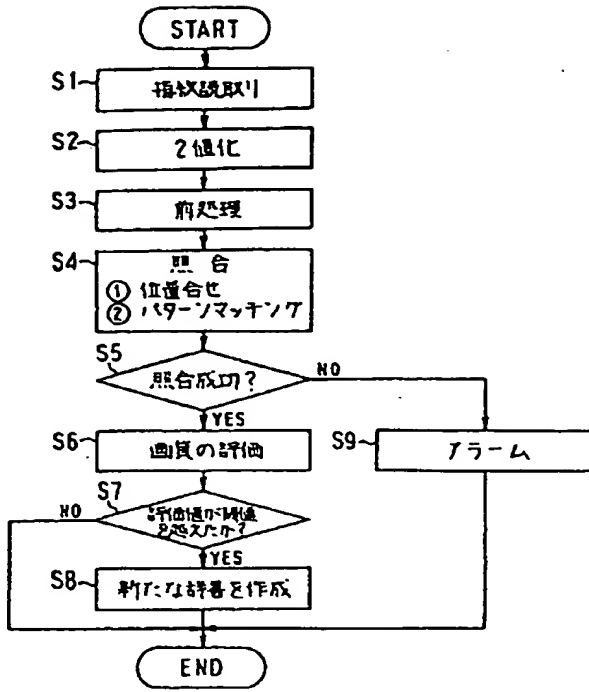 START
S1 指紋読取り
S2 2値化
S3 前処理
S4 照合
① 位置合せ
② パターンマッチング
S5 照合成功?
NO
YES
S6 画質の評価
S9 アラーム
S7 評価値が閾値
を越えたか?
NO
YES
S8 新たな辞書を作成
END